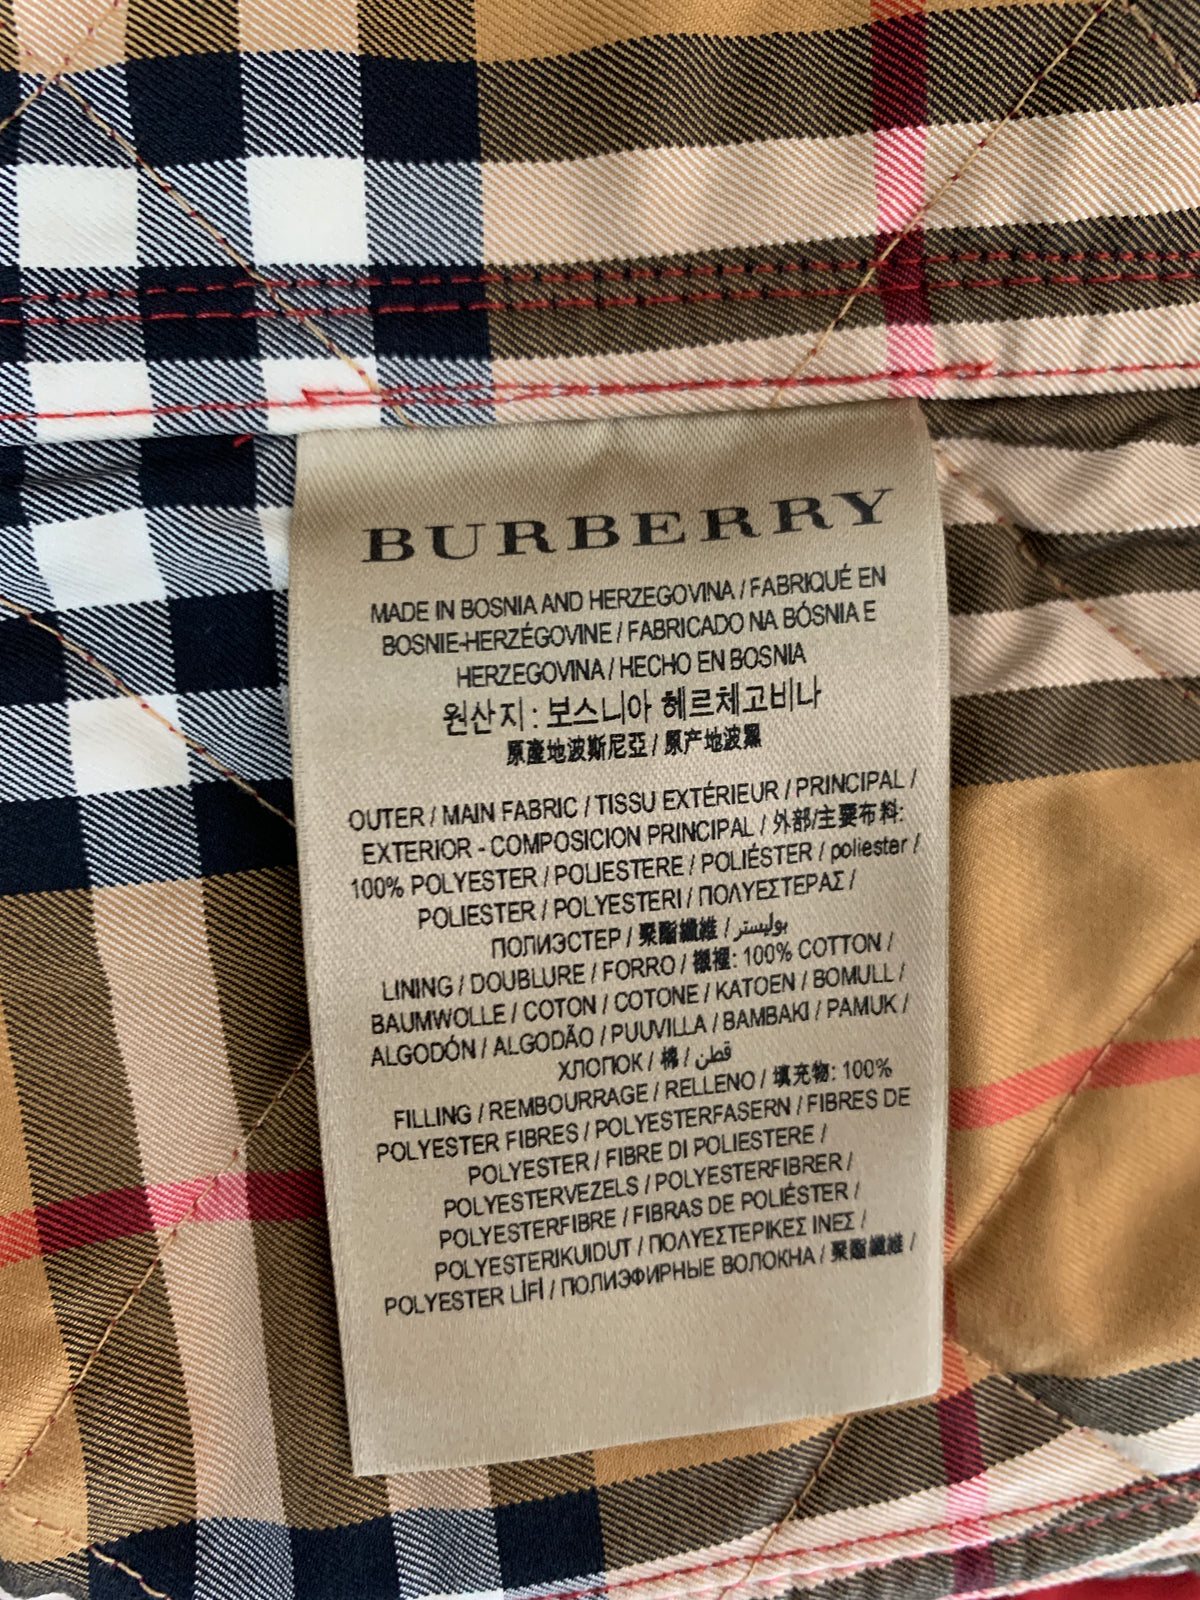 BURBERRY
MADE IN BOSNIA AND HERZEGOVINA / FABRIQUÉ EN
BOSNIE-HERZÉGOVINE / FABRICADO NA BÓSNIA E
HERZEGOVINA / HECHO EN BOSNIA
원산지 : 보스니아 헤르체고비나
原產地波斯尼亞 / 原产地波黑
OUTER / MAIN FABRIC / TISSU EXTÉRIEUR / PRINCIPAL /
EXTERIOR - COMPOSICION PRINCIPAL / 外部/主要布料:
100% POLYESTER / POLIESTERE / POLIÉSTER / poliester /
POLIESTER / POLYESTERI / ΠΟΛΥΕΣΤΕΡΑΣ /
ПОЛИЭСТЕР / 聚酯纖維 / بوليستر /
LINING / DOUBLURE / FORRO / 襯裡: 100% COTTON /
BAUMWOLLE / COTON / COTONE / KATOEN / BOMULL /
ALGODÓN / ALGODÃO / PUUVILLA / BAMBAKI / PAMUK /
ХЛОПОК / 棉 / قطن /
FILLING / REMBOURRAGE / RELLENO / 填充物: 100%
POLYESTER FIBRES / POLYESTERFASERN / FIBRES DE
POLYESTER / FIBRE DI POLIESTERE /
POLYESTERVEZELS / POLYESTERFIBRER /
POLYESTERFIBRE / FIBRAS DE POLIÉSTER /
POLYESTERIKUIDUT / ΠΟΛΥΕΣΤΕΡΙΚΕΣ ΙΝΕΣ /
POLYESTER LİFİ / ПОЛИЭФИРНЫЕ ВОЛОКНА / 聚酯纖維 /